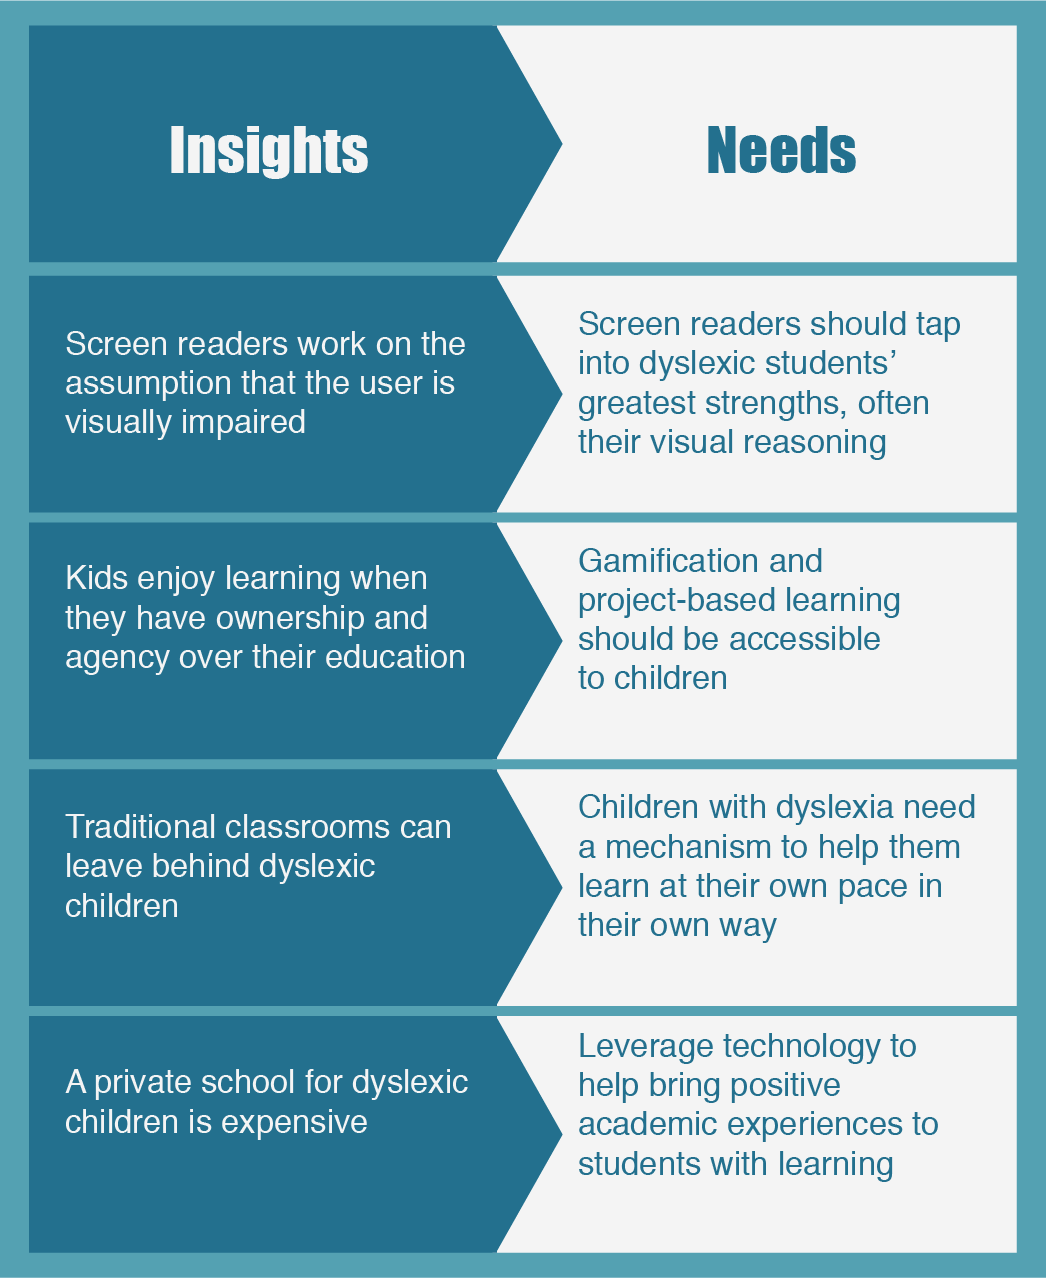 Insights
Needs
Screen readers work on the
assumption that the user is
visually impaired
Screen readers should tap
into dyslexic students’
greatest strengths, often
their visual reasoning
Kids enjoy learning when
they have ownership and
agency over their education
Gamification and
project-based learning
should be accessible
to children
Traditional classrooms can
leave behind dyslexic
children
Children with dyslexia need
a mechanism to help them
learn at their own pace in
their own way
A private school for dyslexic
children is expensive
Leverage technology to
help bring positive
academic experiences to
students with learning